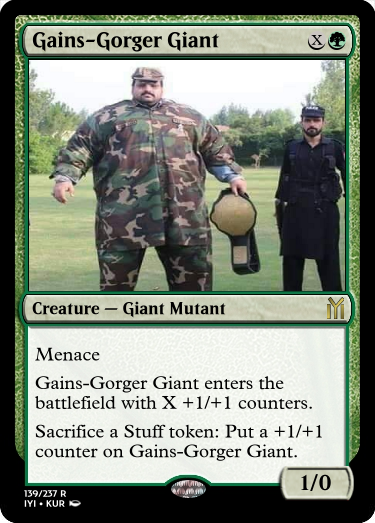 Gains-Gorger Giant X
Creature — Giant Mutant
Menace
Gains-Gorger Giant enters the
battlefield with X +1/+1 counters.
Sacrifice a Stuff token: Put a +1/+1
counter on Gains-Gorger Giant.
1/0
139/237 R
IYI • KUR